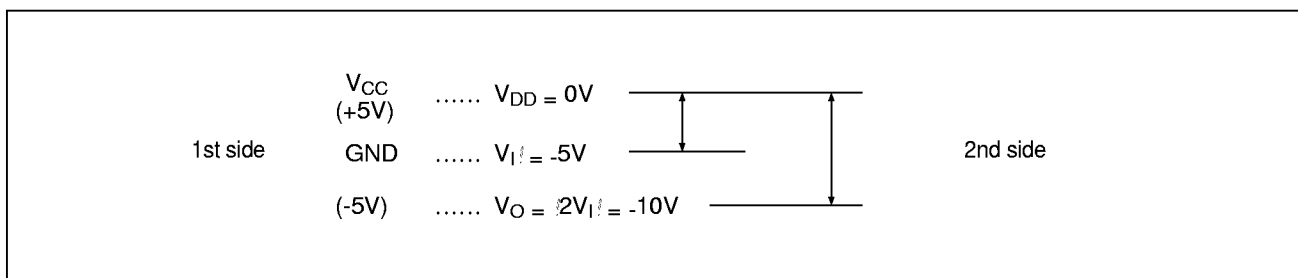 VCC ...... VDD = 0V
(+5V)
1st side GND ...... VI = -5V 2nd side
(-5V) ...... VO = 2VI = -10V